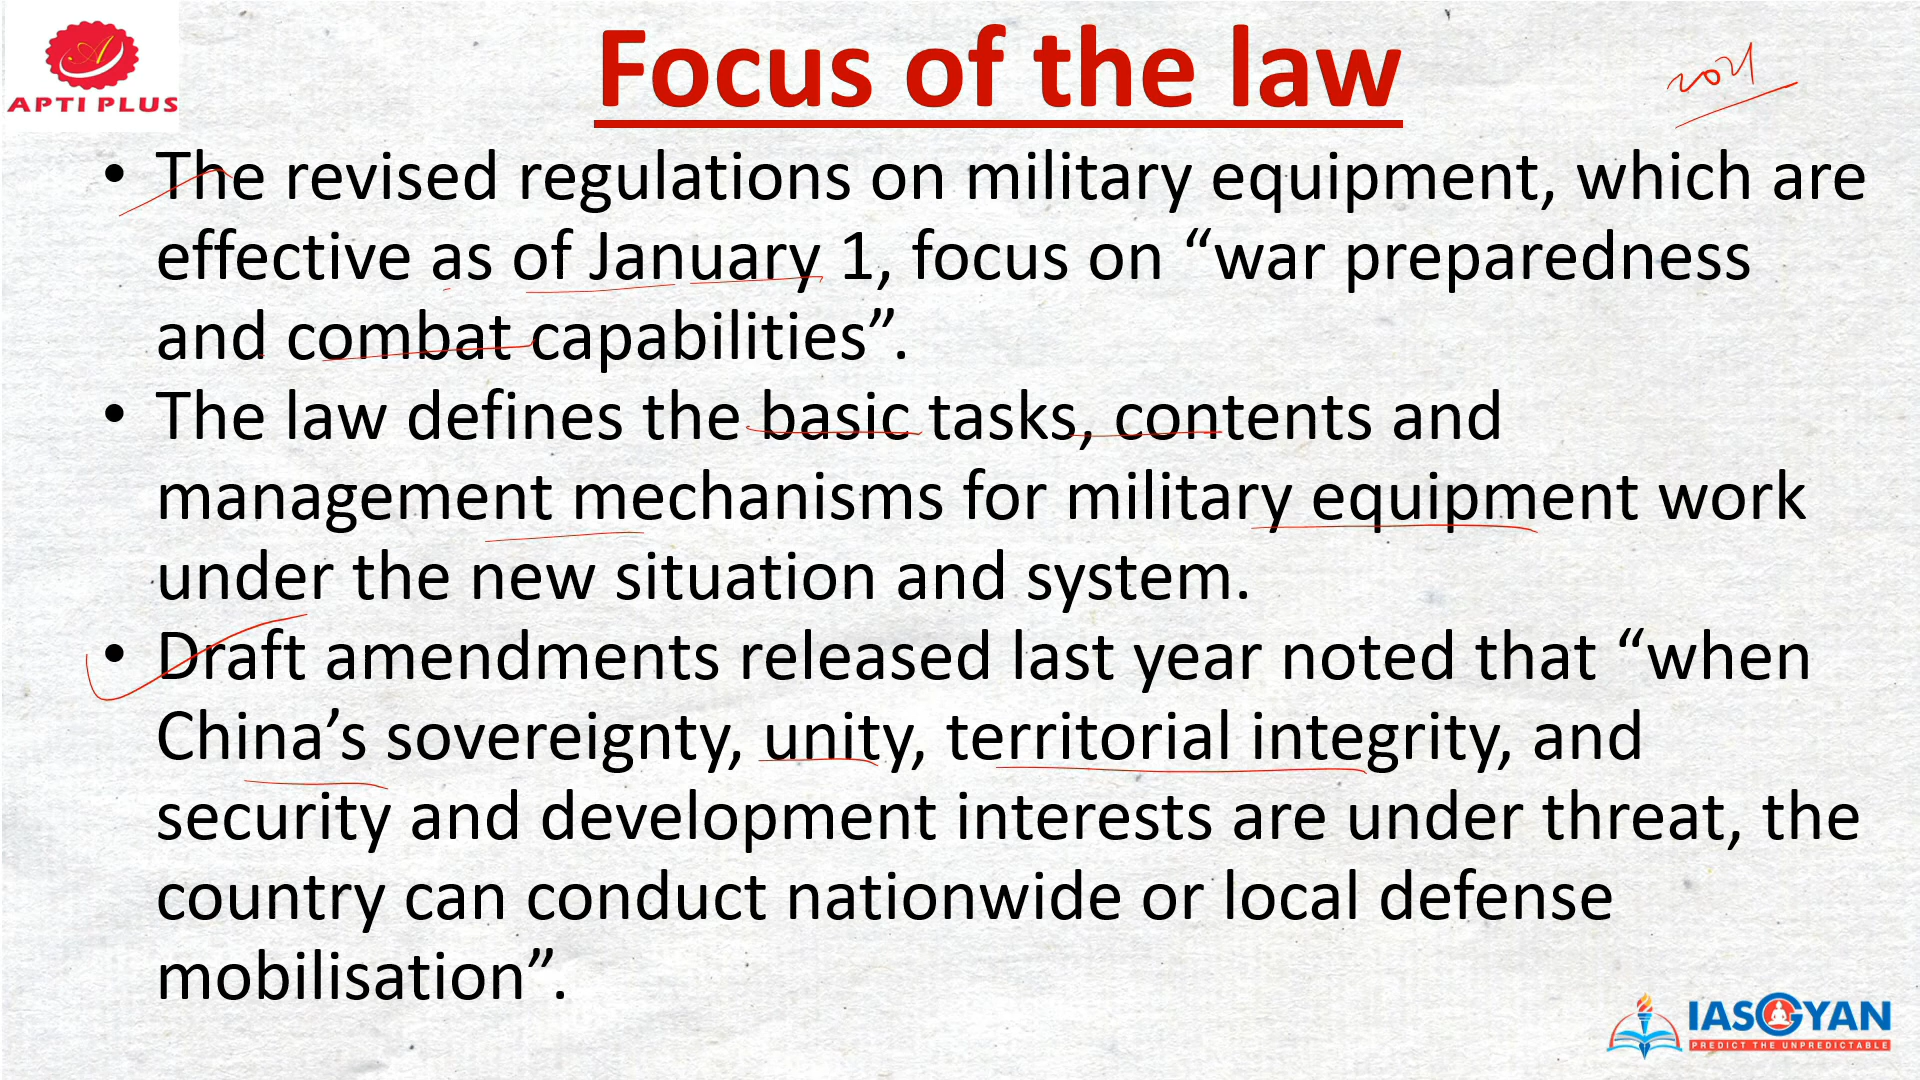 APTI PLUS
Focus of the law
2021
• The revised regulations on military equipment, which are
effective as of January 1, focus on “war preparedness
and combat capabilities”.
• The law defines the basic tasks, contents and
management mechanisms for military equipment work
under the new situation and system.
• Draft amendments released last year noted that “when
China’s sovereignty, unity, territorial integrity, and
security and development interests are under threat, the
country can conduct nationwide or local defense
mobilisation”.
IASGYAN
PREDICT THE UNPREDICTABLE